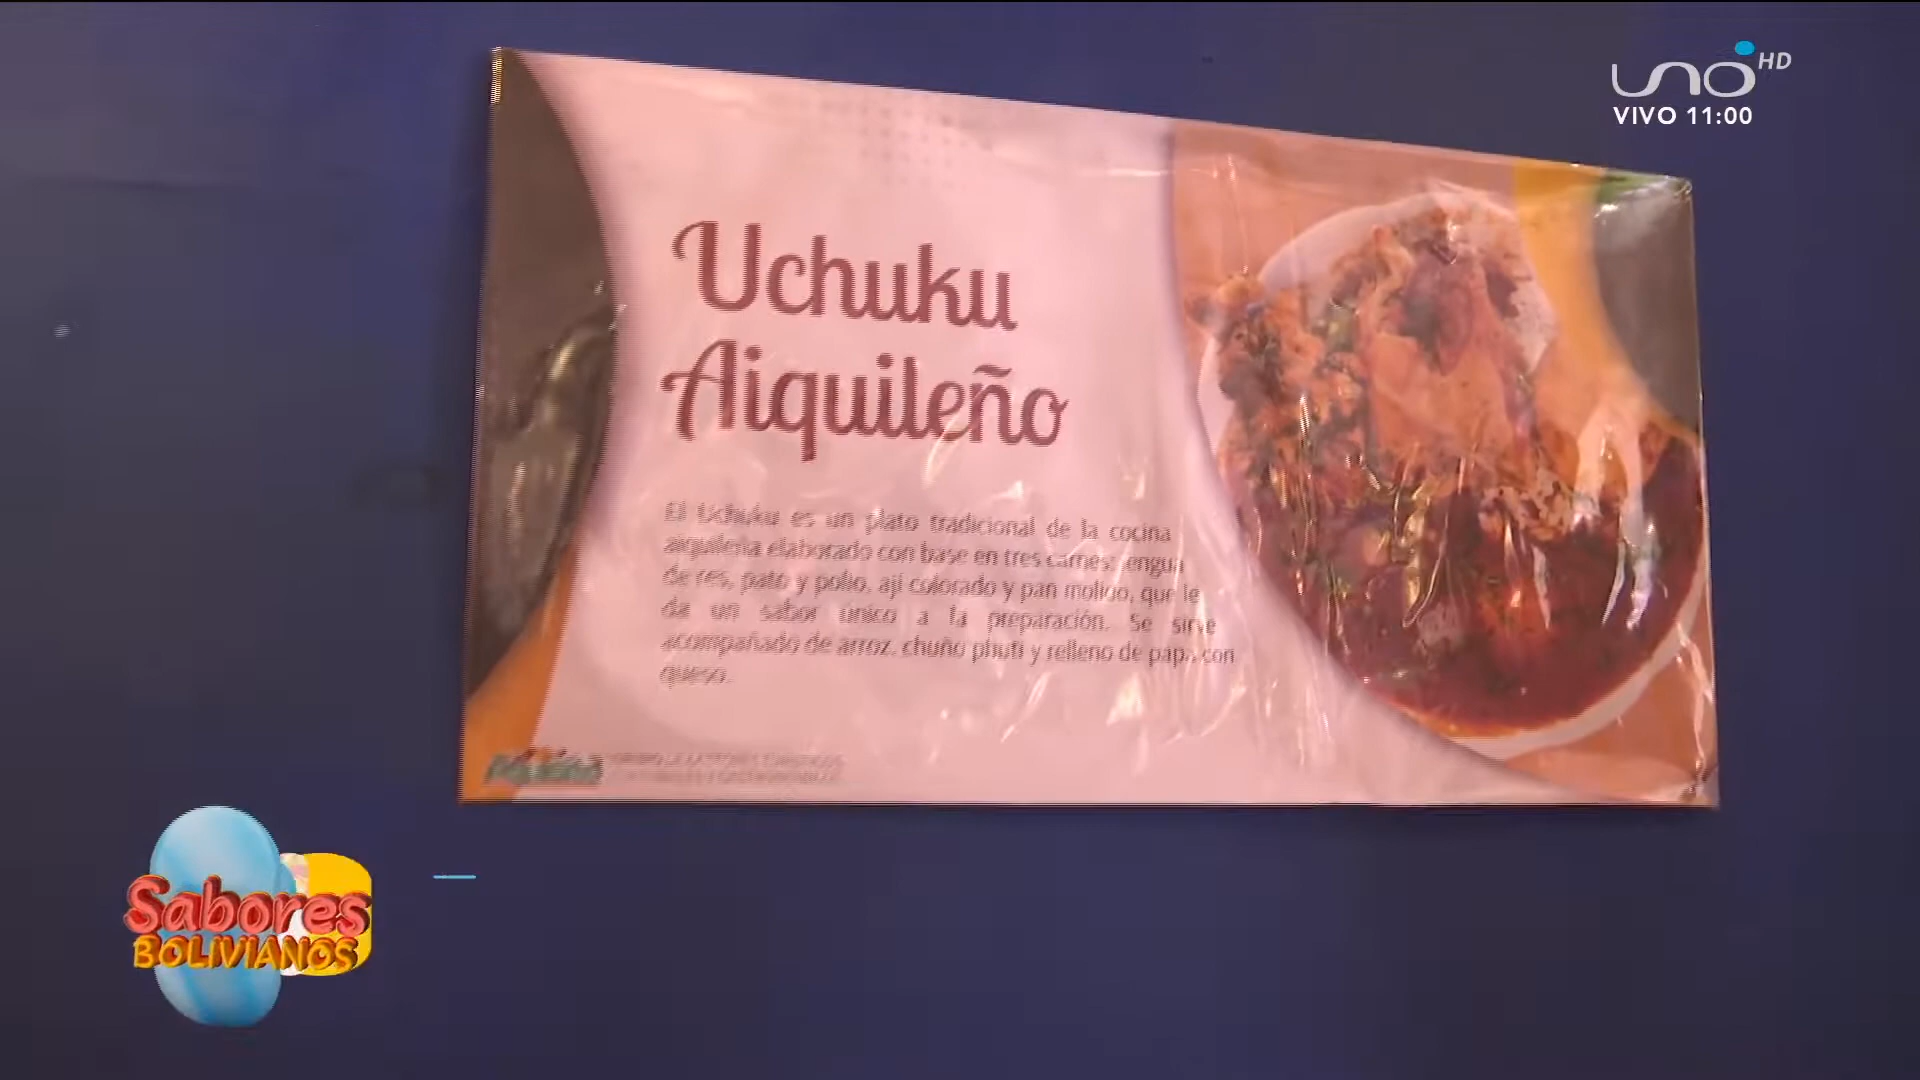 UNO HD
VIVO 11:00
Uchuku
Aiquileño
El Uchuku es un plato tradicional de la cocina
aiquileña elaborado con base en tres carnes: lengua
de res, pato y pollo, ají colorado y pan molido, que le
da un sabor único a la preparación. Se sirve
acompañado de arroz, chuño phuti y relleno de papa con
queso.
Sabores
BOLIVIANOS